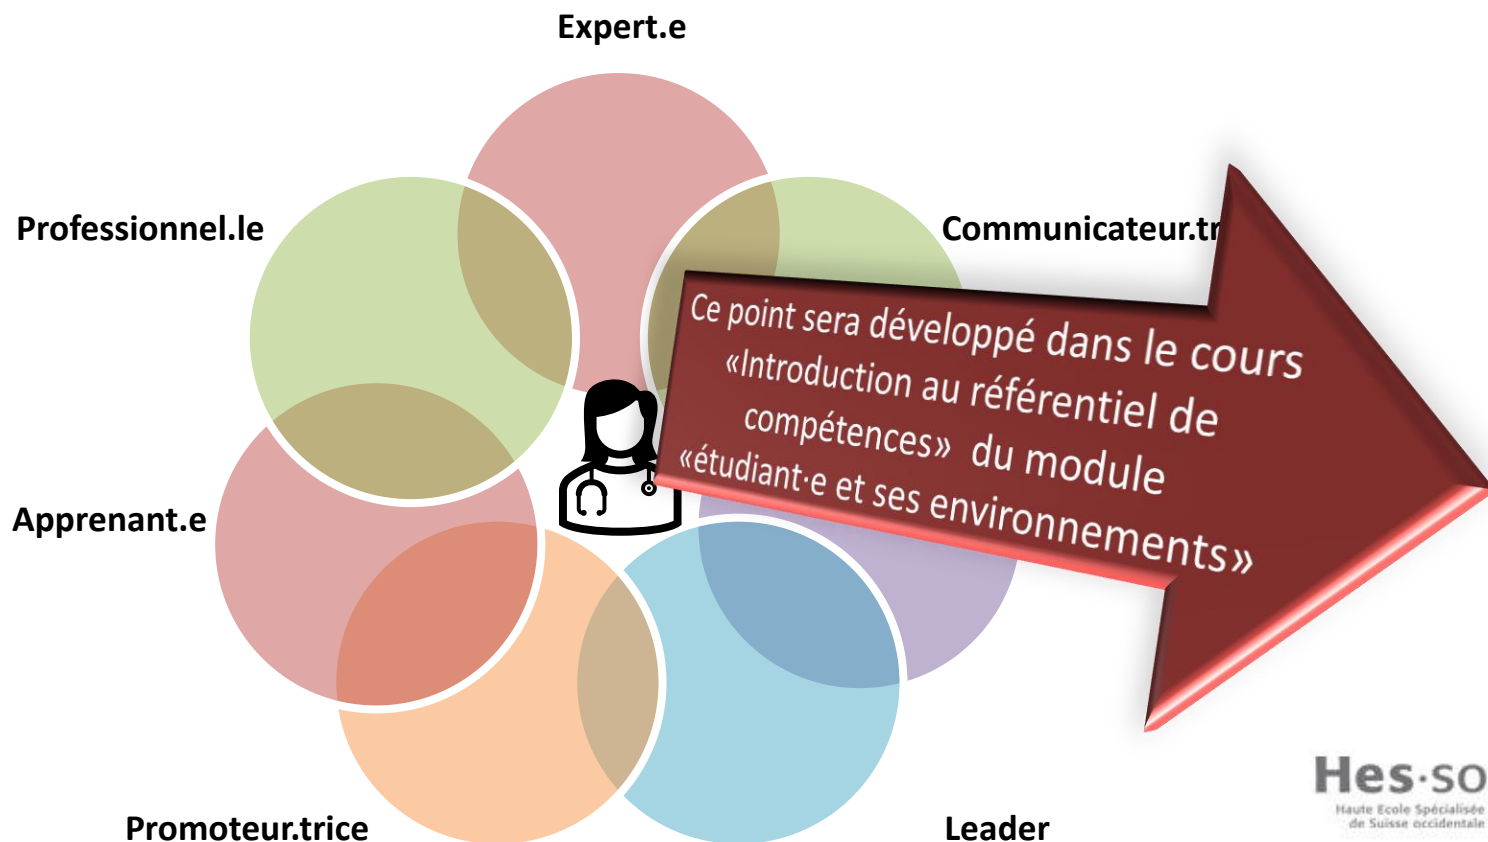 Expert.e
Professionnel.le
Communicateur.tr
Ce point sera développé dans le cours
«Introduction au référentiel de
compétences» du module
«étudiant·e et ses environnements»
Apprenant.e
Promoteur.trice
Leader
Hes·so
Haute Ecole Spécialisée
de Suisse occidentale